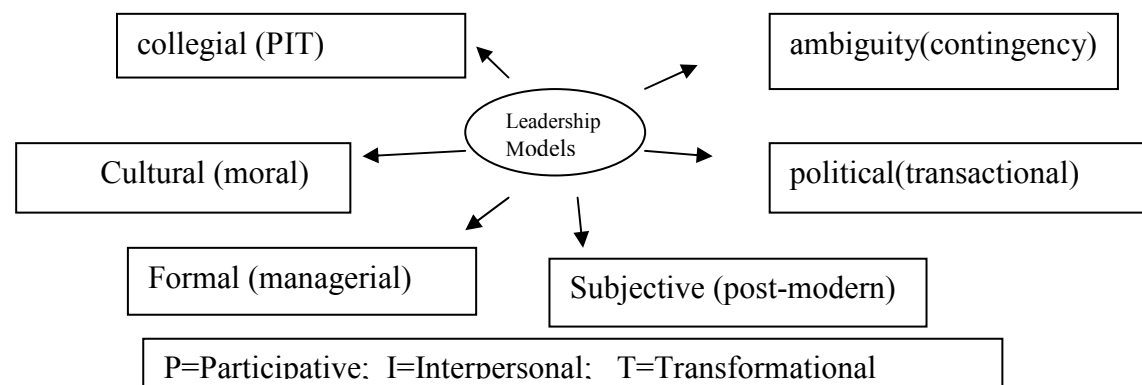 collegial (PIT)
ambiguity(contingency)
Leadership
Models
Cultural (moral)
political(transactional)
Formal (managerial)
Subjective (post-modern)
P=Participative; I=Interpersonal; T=Transformational